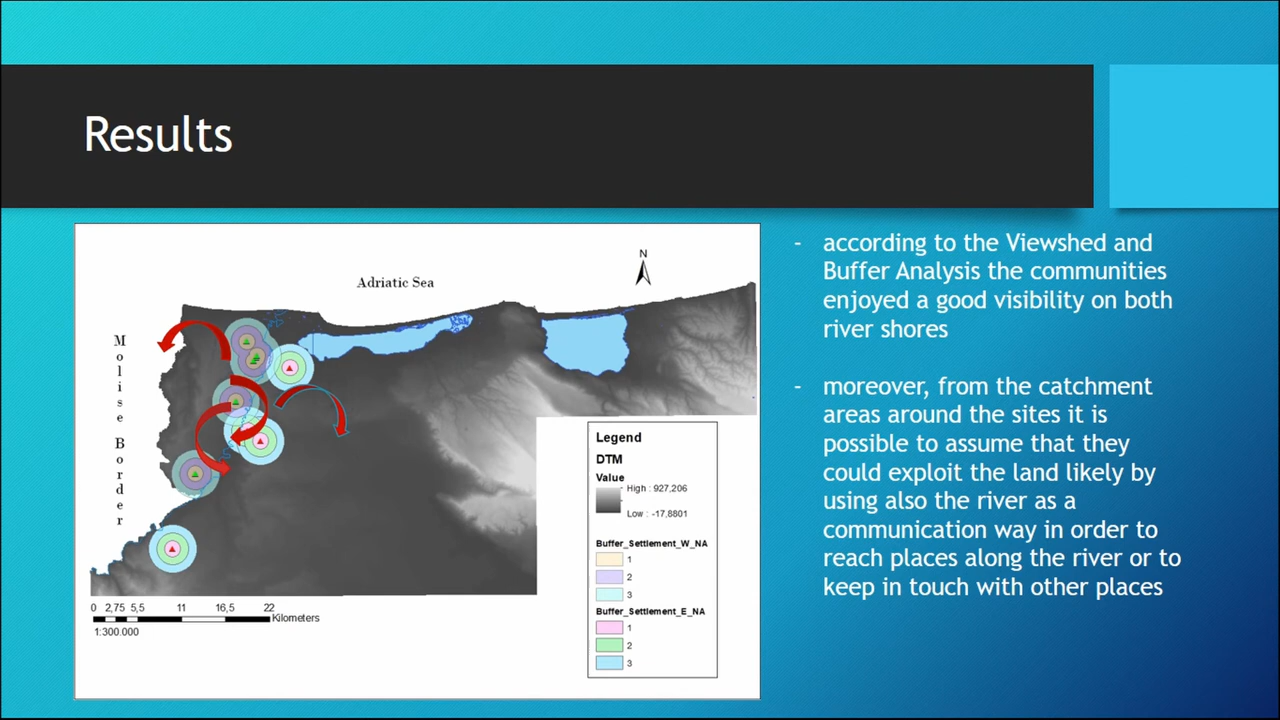 Results
N
Adriatic Sea
Molise Border
Legend
DTM
Value
High : 927,206
Low : -17,8801
Buffer_Settlement_W_NA
1
2
3
Buffer_Settlement_E_NA
1
2
3
0 2,75 5,5 11 16,5 22
Kilometers
1:300.000
- according to the Viewshed and
Buffer Analysis the communities
enjoyed a good visibility on both
river shores
- moreover, from the catchment
areas around the sites it is
possible to assume that they
could exploit the land likely by
using also the river as a
communication way in order to
reach places along the river or to
keep in touch with other places